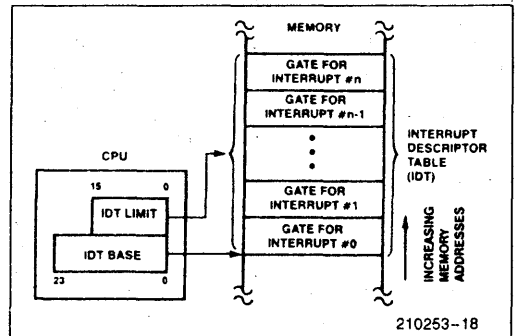 MEMORY
GATE FOR
INTERRUPT #n
GATE FOR
INTERRUPT #n-1
INTERRUPT
DESCRIPTOR
TABLE
(IDT)
CPU
15 0
IDT LIMIT
IDT BASE
23 0
GATE FOR
INTERRUPT #1
GATE FOR
INTERRUPT #0
INCREASING
MEMORY
ADDRESSES
210253-18